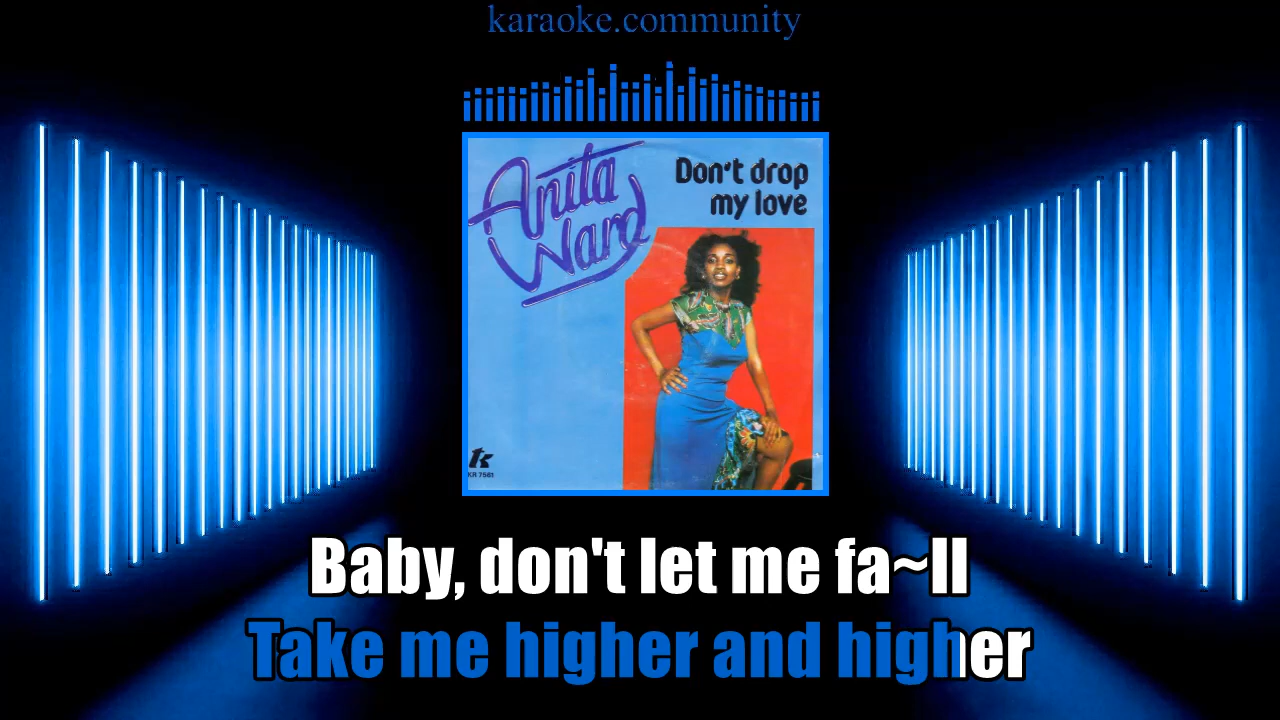 karaoke.community
Anita
Ward
Don't drop
my love
k
KR 7561
Baby, don't let me fa~ll
Take me higher and higher